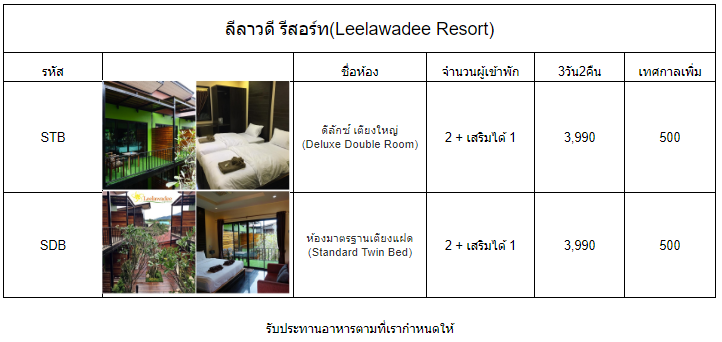 ลีลาวดี รีสอร์ท(Leelawadee Resort)
รหัส ชื่อห้อง จำนวนผู้เข้าพัก 3วัน2คืน เทศกาลเพิ่ม
STB ดีลักซ์ เตียงใหญ่ (Deluxe Double Room) 2 + เสริมได้ 1 3,990 500
Leelawadee
SDB ห้องมาตรฐานเตียงแฝด (Standard Twin Bed) 2 + เสริมได้ 1 3,990 500
รับประทานอาหารตามที่เรากำหนดให้